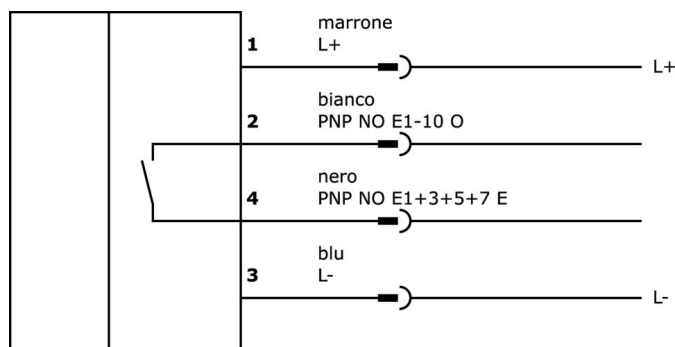 marrone
1 L+
L+
bianco
2 PNP NO E1-10 O
nero
4 PNP NO E1+3+5+7 E
blu
3 L-
L-